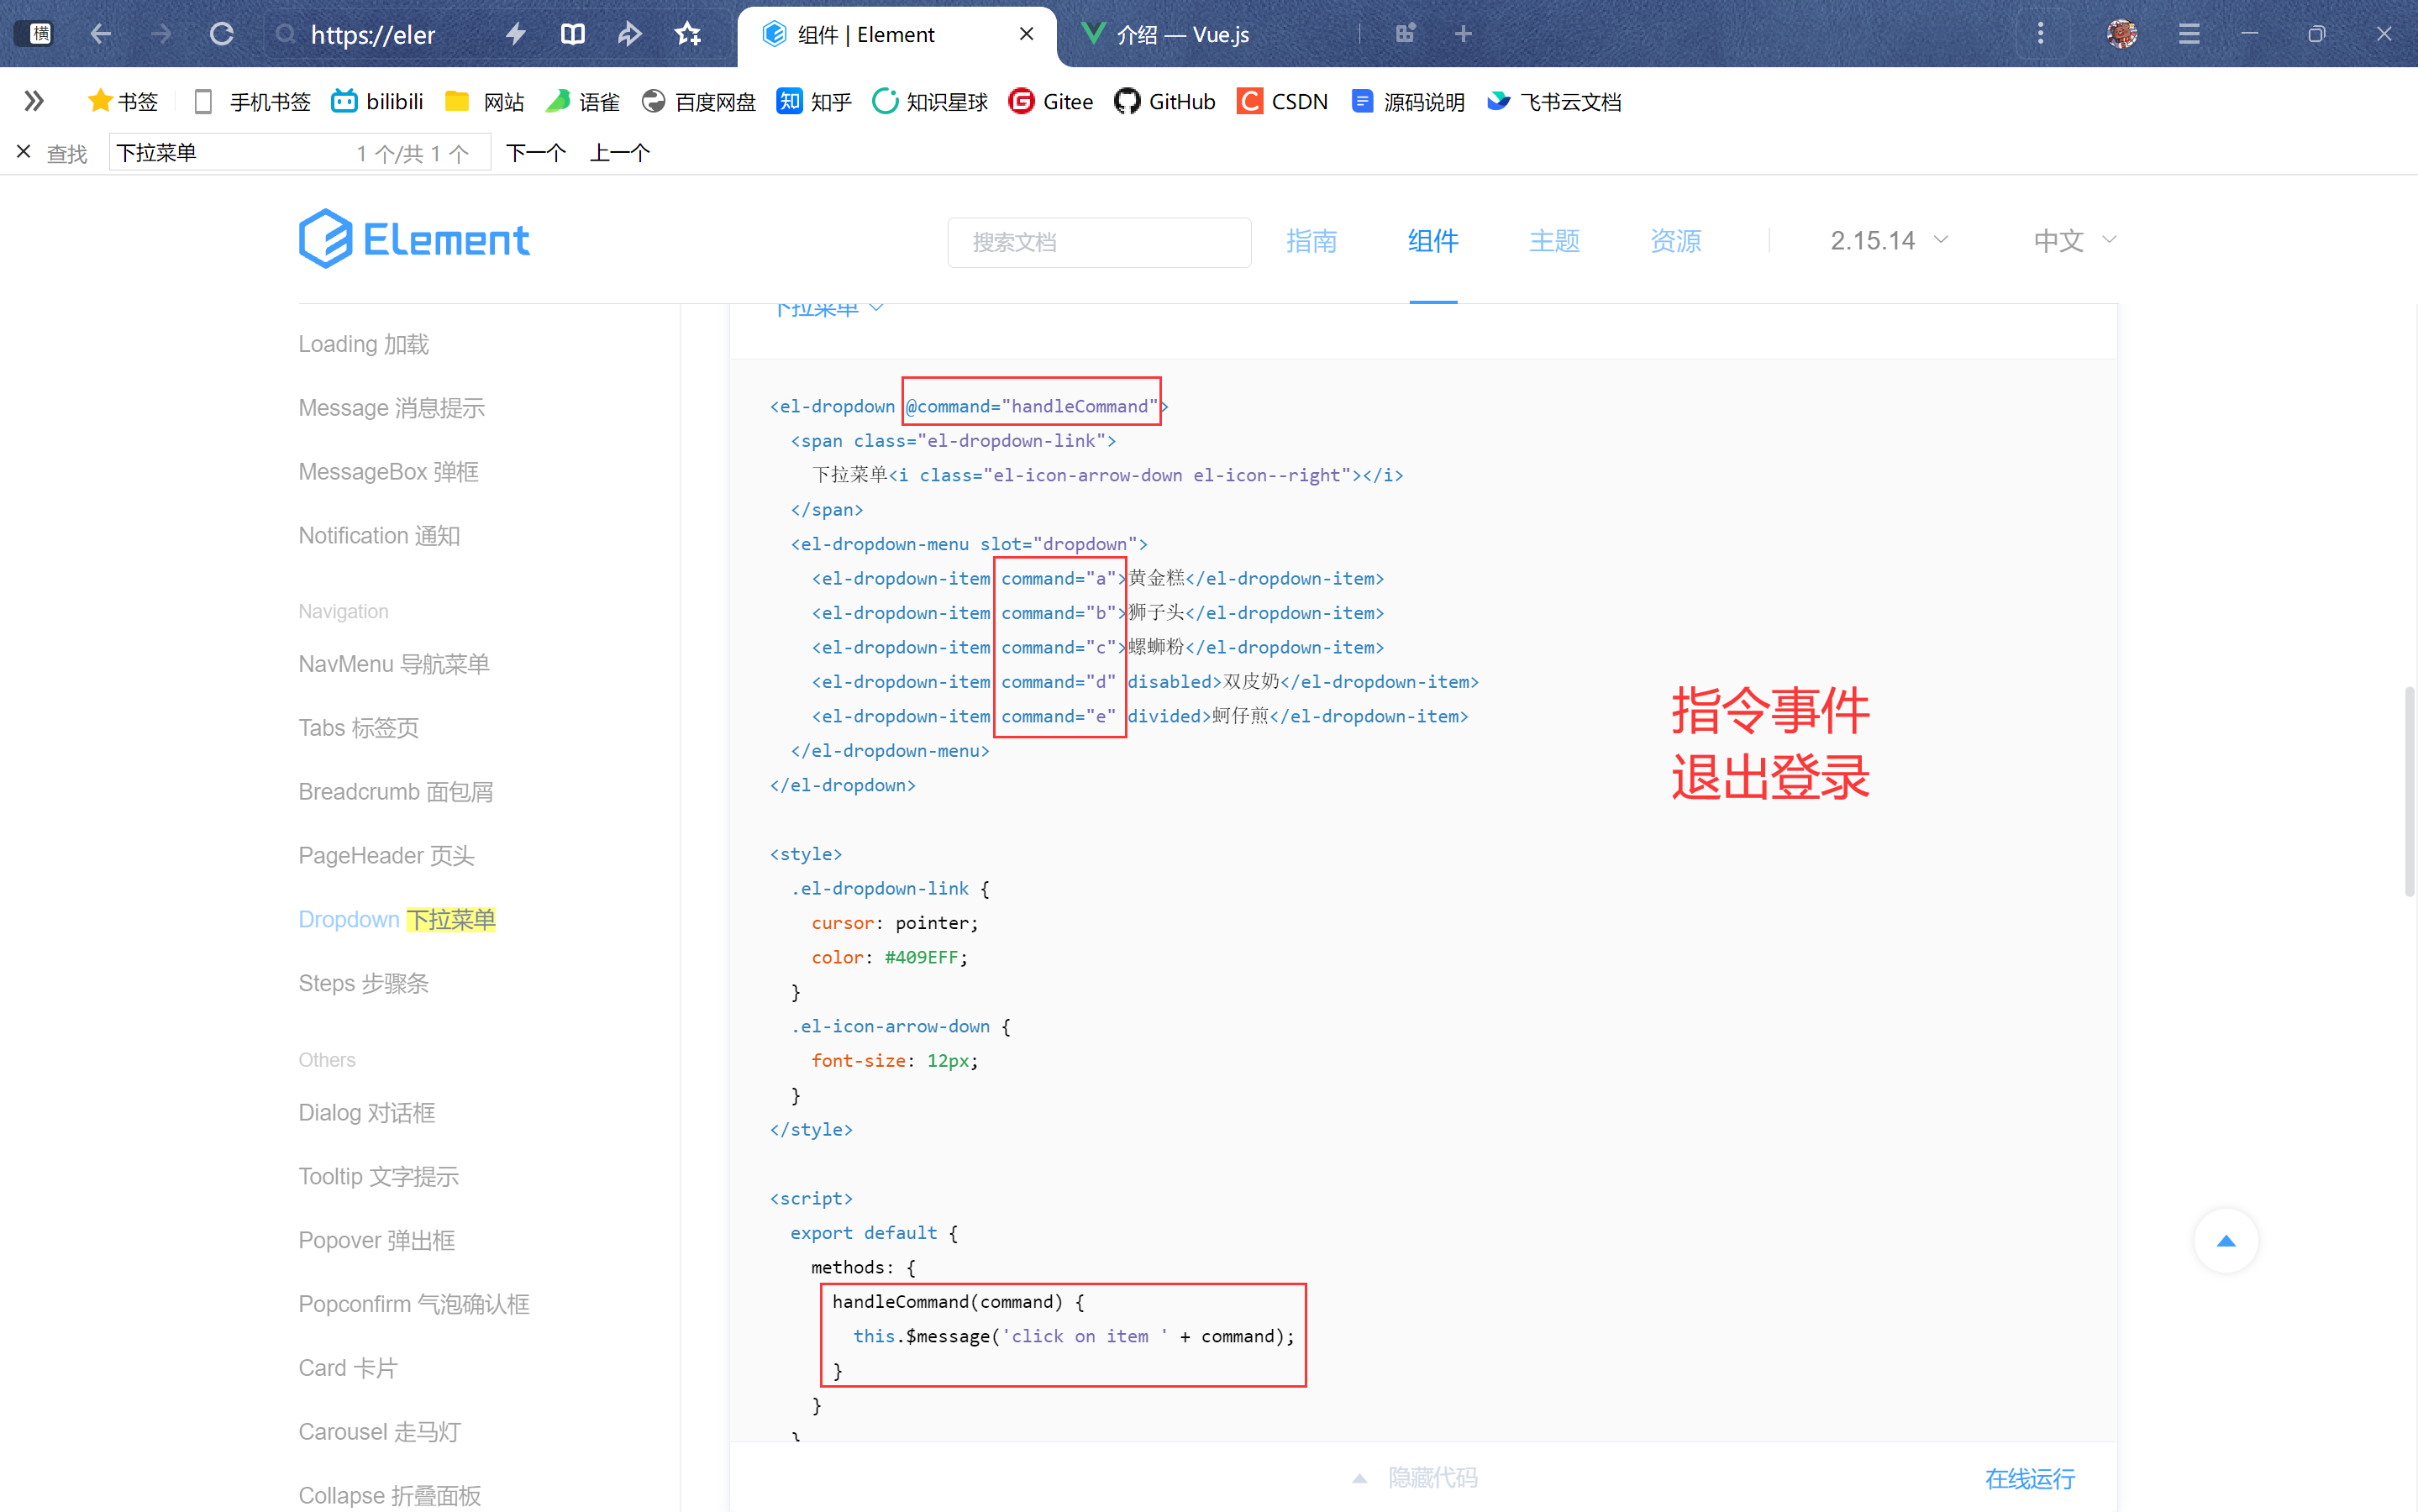 横
https://eler
组件 | Element
介绍 — Vue.js
书签
手机书签
bilibili
网站
语雀
百度网盘
知 知乎
知识星球
G Gitee
GitHub
C CSDN
源码说明
飞书云文档
查找
下拉菜单
1 个/共 1 个
下一个
上一个
Element
搜索文档
指南
组件
主题
资源
2.15.14
中文
Loading 加载
Message 消息提示
MessageBox 弹框
Notification 通知
Navigation
NavMenu 导航菜单
Tabs 标签页
Breadcrumb 面包屑
PageHeader 页头
Dropdown 下拉菜单
Steps 步骤条
Others
Dialog 对话框
Tooltip 文字提示
Popover 弹出框
Popconfirm 气泡确认框
Card 卡片
Carousel 走马灯
Collapse 折叠面板
下拉菜单
<el-dropdown @command="handleCommand">
<span class="el-dropdown-link">
下拉菜单<i class="el-icon-arrow-down el-icon--right"></i>
</span>
<el-dropdown-menu slot="dropdown">
<el-dropdown-item command="a">黄金糕</el-dropdown-item>
<el-dropdown-item command="b">狮子头</el-dropdown-item>
<el-dropdown-item command="c">螺蛳粉</el-dropdown-item>
<el-dropdown-item command="d" disabled>双皮奶</el-dropdown-item>
<el-dropdown-item command="e" divided>蚵仔煎</el-dropdown-item>
</el-dropdown-menu>
</el-dropdown>
<style>
.el-dropdown-link {
cursor: pointer;
color: #409EFF;
}
.el-icon-arrow-down {
font-size: 12px;
}
</style>
<script>
export default {
methods: {
handleCommand(command) {
this.$message('click on item ' + command);
}
}
}
指令事件
退出登录
隐藏代码
在线运行